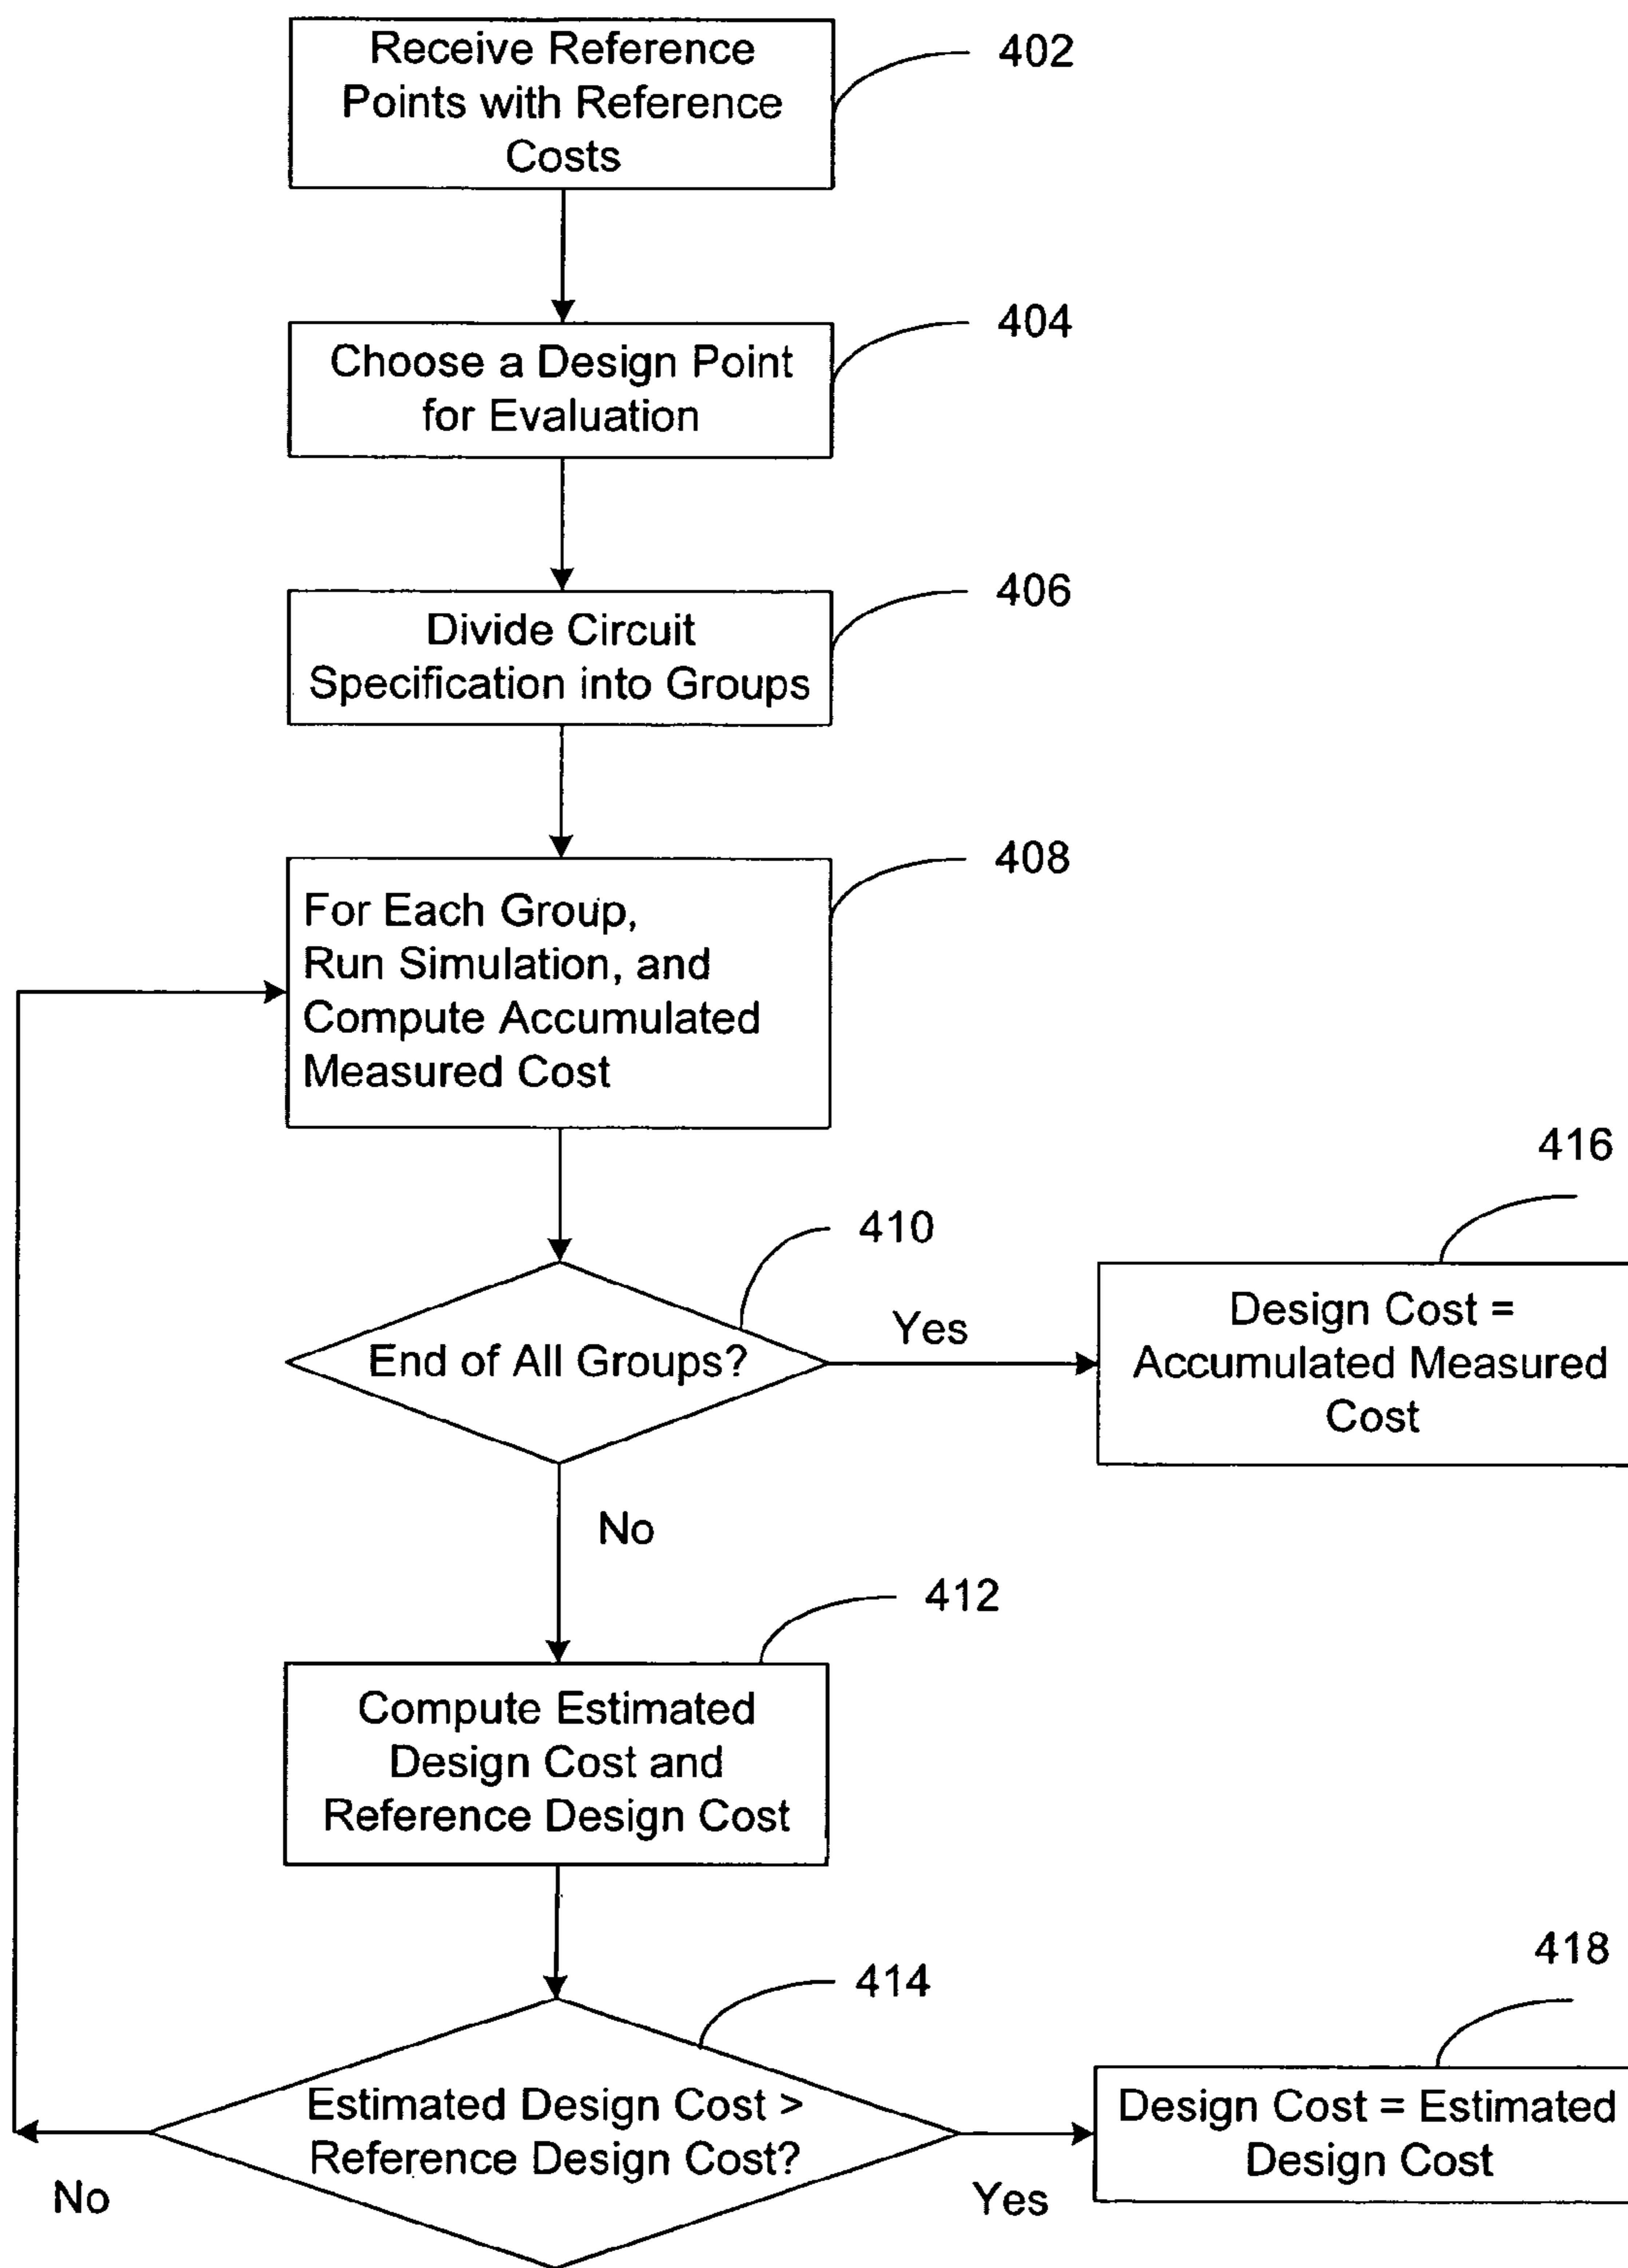 Receive Reference
Points with Reference
Costs
402
Choose a Design Point
for Evaluation
404
Divide Circuit
Specification into Groups
406
For Each Group,
Run Simulation, and
Compute Accumulated
Measured Cost
408
End of All Groups?
410
Yes
Design Cost =
Accumulated Measured
Cost
416
No
Compute Estimated
Design Cost and
Reference Design Cost
412
Estimated Design Cost >
Reference Design Cost?
414
No
Yes
Design Cost = Estimated
Design Cost
418